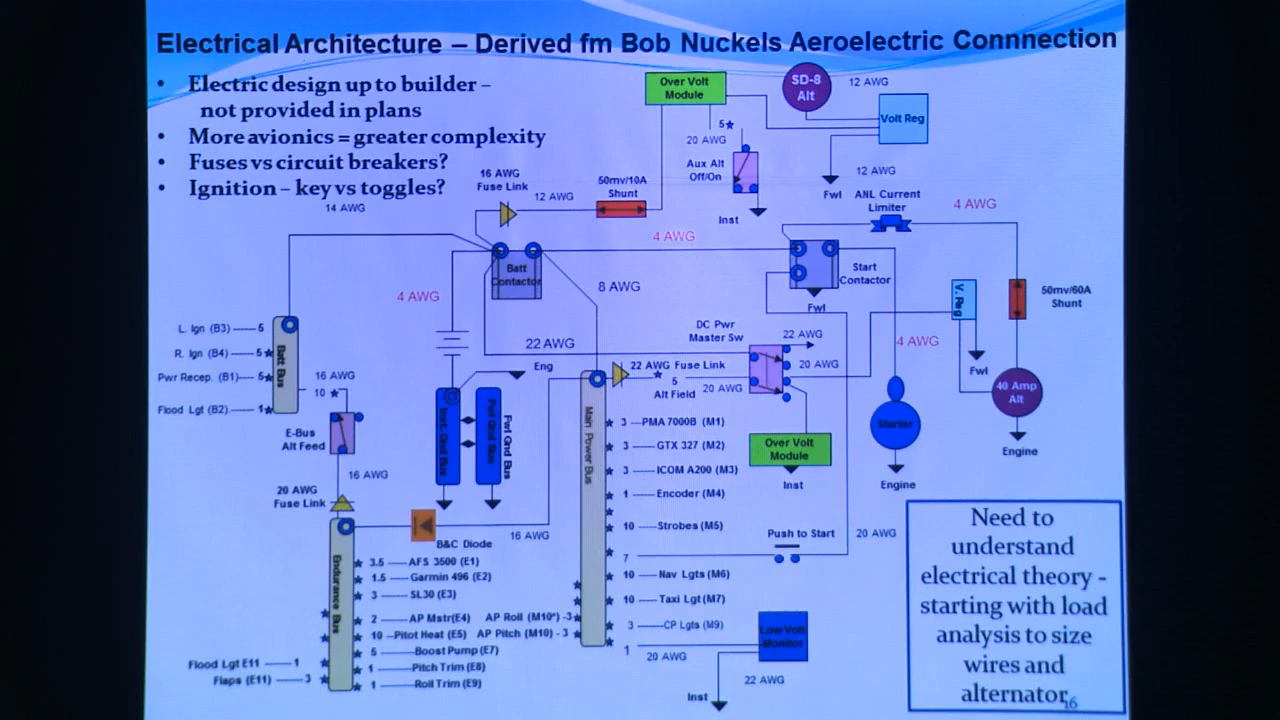 Electrical Architecture – Derived fm Bob Nuckels Aeroelectric Connnection
• Electric design up to builder –
not provided in plans
• More avionics = greater complexity
• Fuses vs circuit breakers?
• Ignition – key vs toggles?
14 AWG
Over Volt
Module
SD-8
Alt
12 AWG
Volt Reg
5★
20 AWG
Aux Alt
Off/On
Inst
Fwl
12 AWG
16 AWG
Fuse Link
12 AWG
50mv/10A
Shunt
ANL Current
Limiter
4 AWG
4 AWG
Batt
Contactor
Start
Contactor
Fwl
4 AWG
8 AWG
V. Reg
50mv/60A
Shunt
L. Ign (B3) 5
R. Ign (B4) 5★
Pwr Recep. (B1) 5★
Flood Lgt (B2) 1★
Batt Bus
16 AWG
10 ★
E-Bus
Alt Feed
16 AWG
20 AWG
Fuse Link
22 AWG
Eng
DC Pwr
Master Sw
22 AWG
20 AWG
22 AWG Fuse Link
★
5
Alt Field
20 AWG
4 AWG
Fwl
40 Amp
Alt
Engine
Starter
Engine
Inst. Gnd Bus
Fwl Gnd Bus
Main Power Bus
3 PMA 7000B (M1)
3 GTX 327 (M2)
3 ICOM A200 (M3)
1 Encoder (M4)
10 Strobes (M5)
7
10 Nav Lgts (M6)
10 Taxi Lgt (M7)
3 CP Lgts (M9)
1
20 AWG
Over Volt
Module
Inst
Push to Start
20 AWG
Low Volt
Monitor
22 AWG
Inst
B&C Diode
16 AWG
Endurance Bus
3.5 AFS 3500 (E1)
1.5 Garmin 496 (E2)
3 SL30 (E3)
2 AP Mstr(E4)
AP Roll (M10*) -3
10 Pitot Heat (E5)
AP Pitch (M10) - 3
5 Boost Pump (E7)
1 Pitch Trim (E8)
1 Roll Trim (E9)
Flood Lgt E11 1
Flaps (E11) 3
Need to
understand
electrical theory -
starting with load
analysis to size
wires and
alternator
16